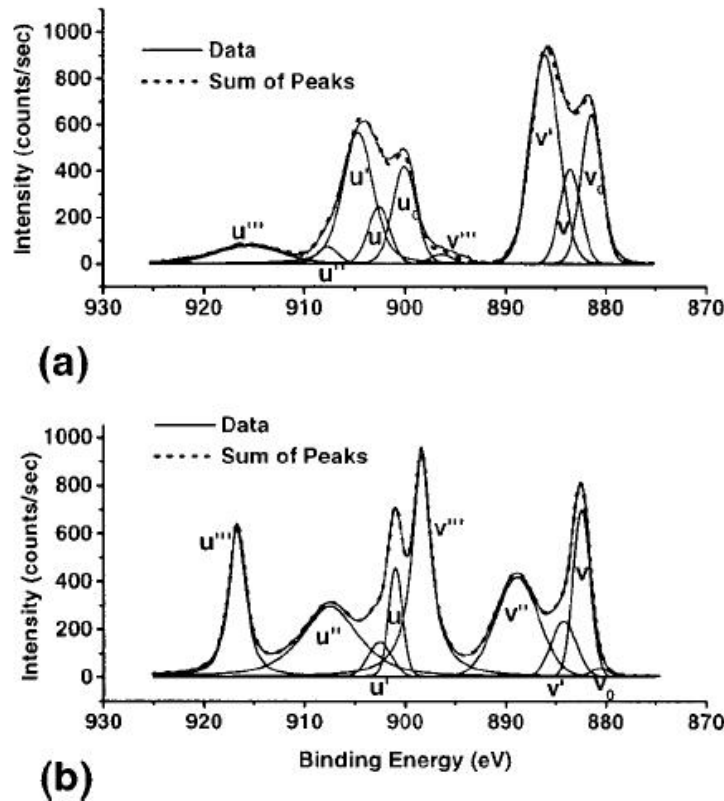 Data
Sum of Peaks
Intensity (counts/sec)
1000
800
600
400
200
0
u'''
u''
u'
u
u₀
v'''
v'
v
v₀
930 920 910 900 890 880 870
(a)
Data
Sum of Peaks
Intensity (counts/sec)
1000
800
600
400
200
0
u'''
u''
u'
u
v'''
v''
v'
v
v₀
930 920 910 900 890 880 870
Binding Energy (eV)
(b)